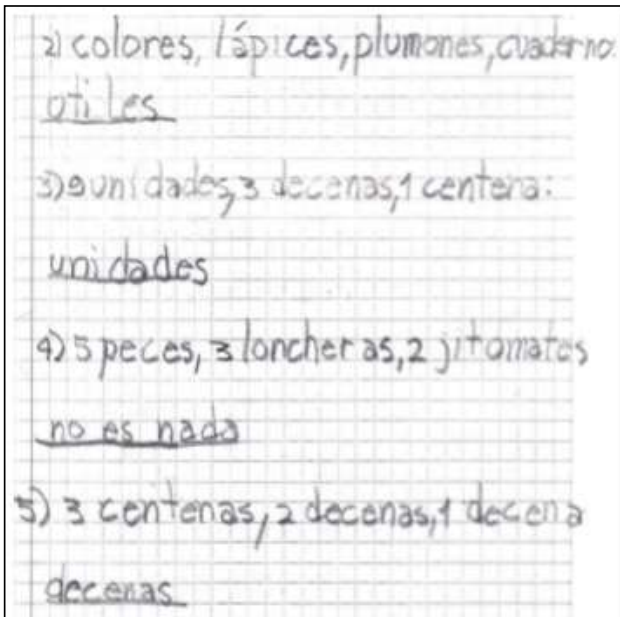 2) colores, lápices, plumones, cuaderno.
utiles
3) 9 unidades, 3 decenas, 1 centena:
unidades
4) 5 peces, 3 loncheras, 2 jitomates
no es nada
5) 3 centenas, 2 decenas, 1 decena
decenas